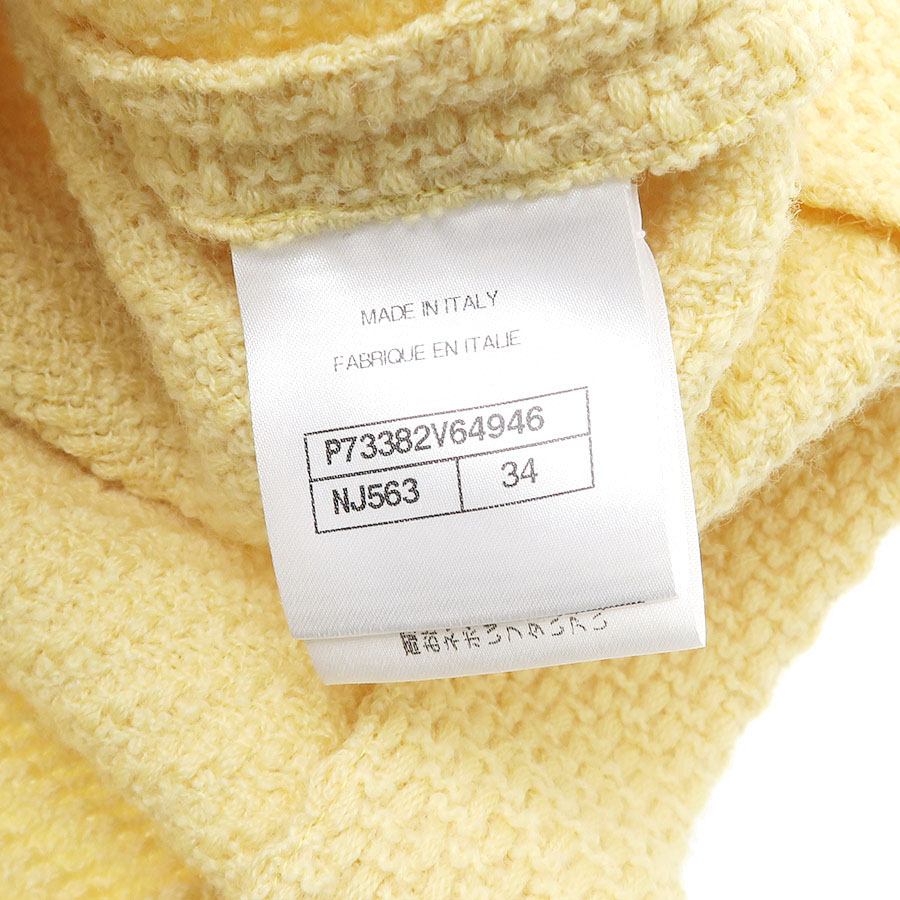 MADE IN ITALY
FABRIQUE EN ITALIE
P73382V64946
NJ563 34